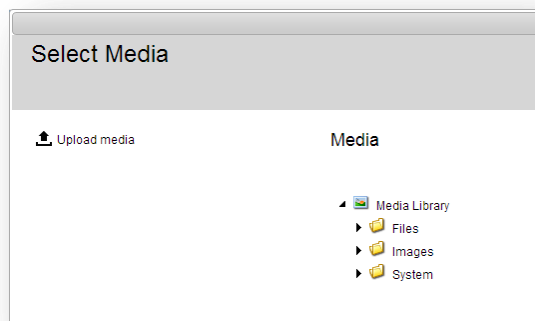 Select Media
Upload media
Media
Media Library
Files
Images
System